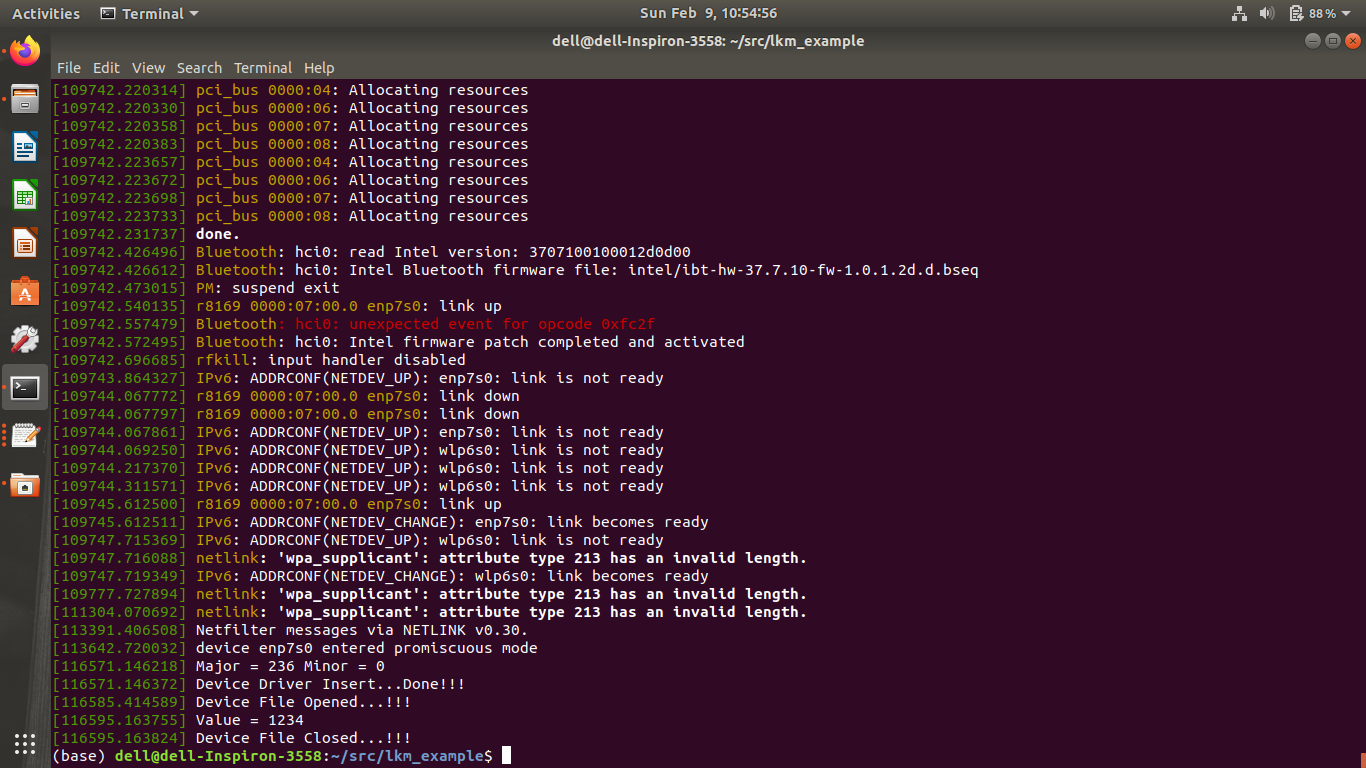 Activities Terminal Sun Feb 9, 10:54:56 88%
dell@dell-Inspiron-3558: ~/src/lkm_example
File Edit View Search Terminal Help
[109742.220314] pci_bus 0000:04: Allocating resources
[109742.220330] pci_bus 0000:06: Allocating resources
[109742.220358] pci_bus 0000:07: Allocating resources
[109742.220383] pci_bus 0000:08: Allocating resources
[109742.223657] pci_bus 0000:04: Allocating resources
[109742.223672] pci_bus 0000:06: Allocating resources
[109742.223698] pci_bus 0000:07: Allocating resources
[109742.223733] pci_bus 0000:08: Allocating resources
[109742.231737] done.
[109742.426496] Bluetooth: hci0: read Intel version: 3707100100012d0d00
[109742.426612] Bluetooth: hci0: Intel Bluetooth firmware file: intel/ibt-hw-37.7.10-fw-1.0.1.2d.d.bseq
[109742.473015] PM: suspend exit
[109742.540135] r8169 0000:07:00.0 enp7s0: link up
[109742.557479] Bluetooth: hci0: unexpected event for opcode 0xfc2f
[109742.572495] Bluetooth: hci0: Intel firmware patch completed and activated
[109742.696685] rfkill: input handler disabled
[109743.864327] IPv6: ADDRCONF(NETDEV_UP): enp7s0: link is not ready
[109744.067772] r8169 0000:07:00.0 enp7s0: link down
[109744.067797] r8169 0000:07:00.0 enp7s0: link down
[109744.067861] IPv6: ADDRCONF(NETDEV_UP): enp7s0: link is not ready
[109744.069250] IPv6: ADDRCONF(NETDEV_UP): wlp6s0: link is not ready
[109744.217370] IPv6: ADDRCONF(NETDEV_UP): wlp6s0: link is not ready
[109744.311571] IPv6: ADDRCONF(NETDEV_UP): wlp6s0: link is not ready
[109745.612500] r8169 0000:07:00.0 enp7s0: link up
[109745.612511] IPv6: ADDRCONF(NETDEV_CHANGE): enp7s0: link becomes ready
[109747.715369] IPv6: ADDRCONF(NETDEV_UP): wlp6s0: link is not ready
[109747.716088] netlink: 'wpa_supplicant': attribute type 213 has an invalid length.
[109747.719349] IPv6: ADDRCONF(NETDEV_CHANGE): wlp6s0: link becomes ready
[109777.727894] netlink: 'wpa_supplicant': attribute type 213 has an invalid length.
[111304.070692] netlink: 'wpa_supplicant': attribute type 213 has an invalid length.
[113391.406508] Netfilter messages via NETLINK v0.30.
[113642.720032] device enp7s0 entered promiscuous mode
[116571.146218] Major = 236 Minor = 0
[116571.146372] Device Driver Insert...Done!!!
[116585.414589] Device File Opened...!!!
[116595.163755] Value = 1234
[116595.163824] Device File Closed...!!!
(base) dell@dell-Inspiron-3558:~/src/lkm_example$